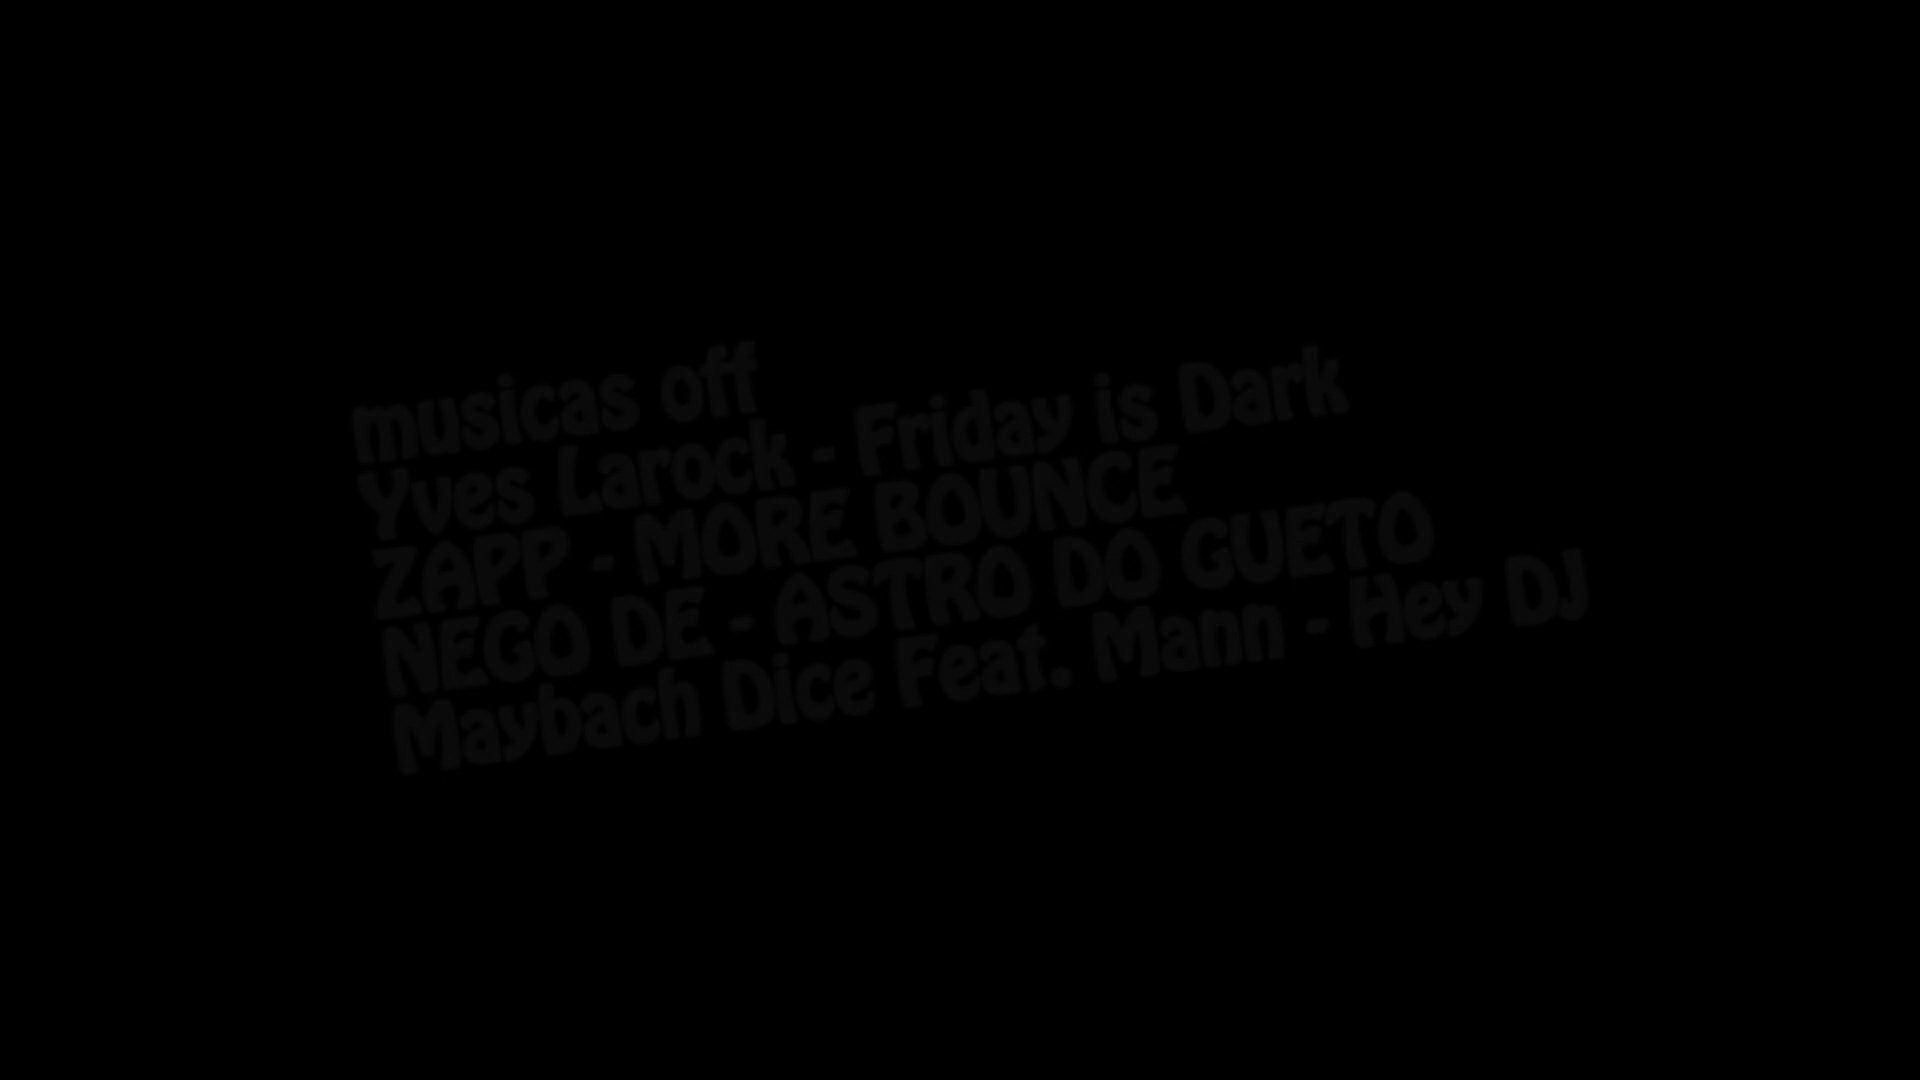 musicas off
Yves Larock - Friday is Dark
ZAPP - MORE BOUNCE
NEGO DE - ASTRO DO GUETO
Maybach Dice Feat. Mann - Hey DJ